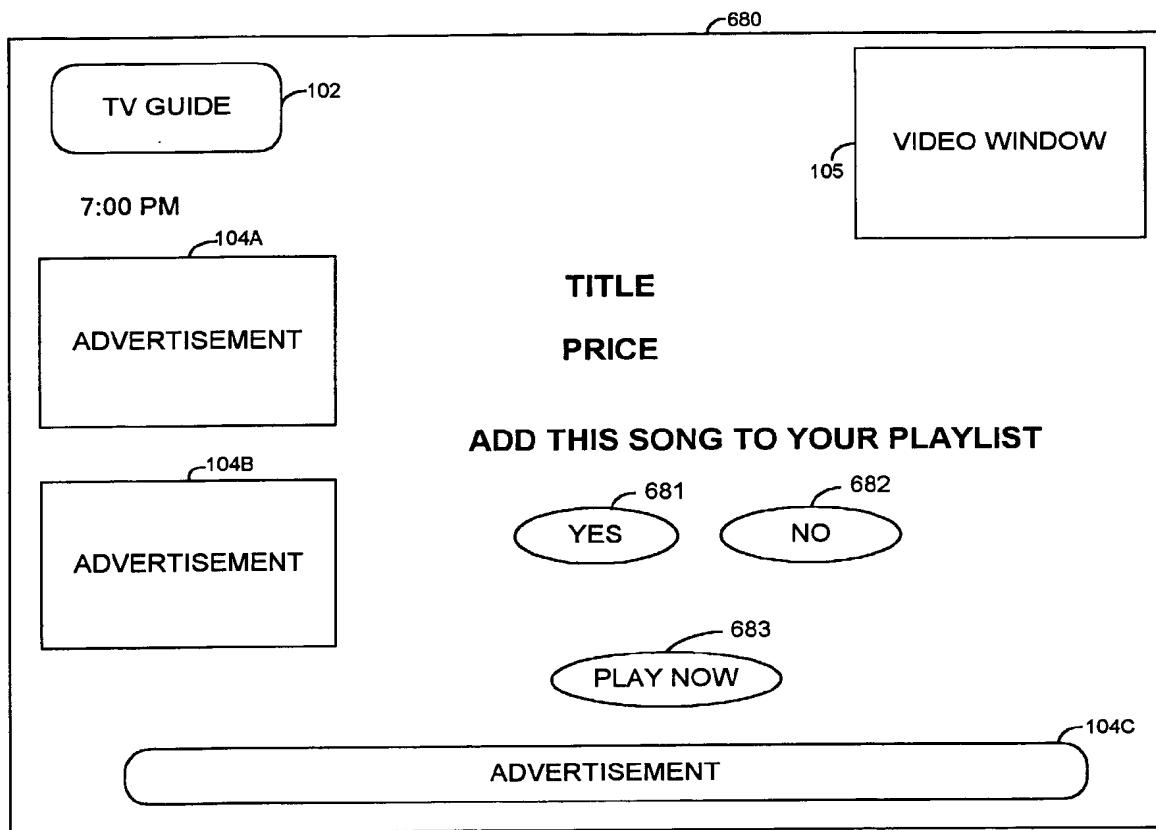 680
TV GUIDE
102
VIDEO WINDOW
105
7:00 PM
104A
ADVERTISEMENT
TITLE
PRICE
ADD THIS SONG TO YOUR PLAYLIST
104B
ADVERTISEMENT
681
YES
682
NO
683
PLAY NOW
104C
ADVERTISEMENT